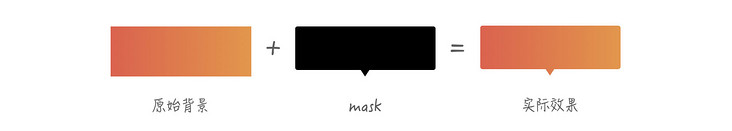 + =
原始背景 mask 实际效果